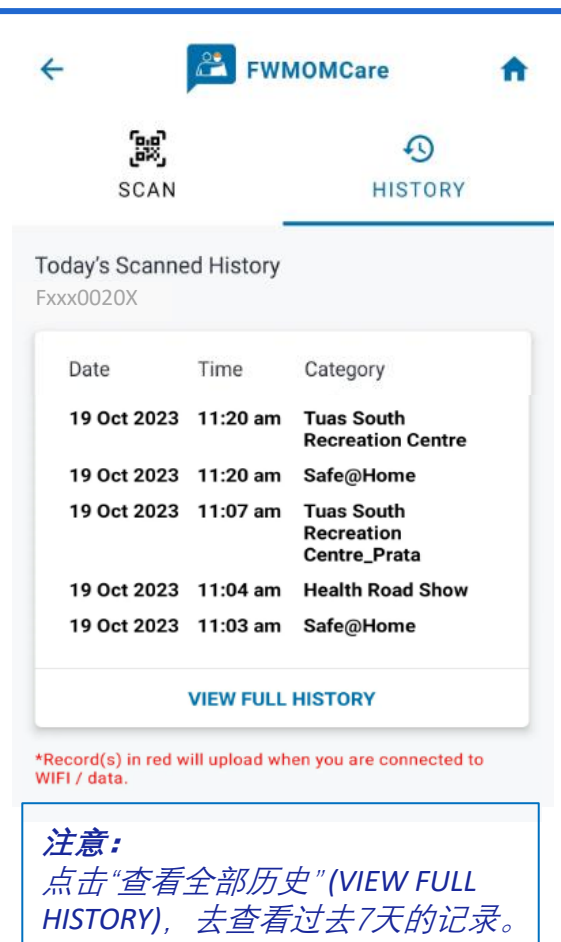 FWMOMCare
SCAN
HISTORY
Today's Scanned History
Fxxx0020X
Date Time Category
19 Oct 2023 11:20 am Tuas South
Recreation Centre
19 Oct 2023 11:20 am Safe@Home
19 Oct 2023 11:07 am Tuas South
Recreation
Centre_Prata
19 Oct 2023 11:04 am Health Road Show
19 Oct 2023 11:03 am Safe@Home
VIEW FULL HISTORY
*Record(s) in red will upload when you are connected to
WIFI / data.
注意：
点击“查看全部历史”(VIEW FULL
HISTORY)，去查看过去7天的记录。